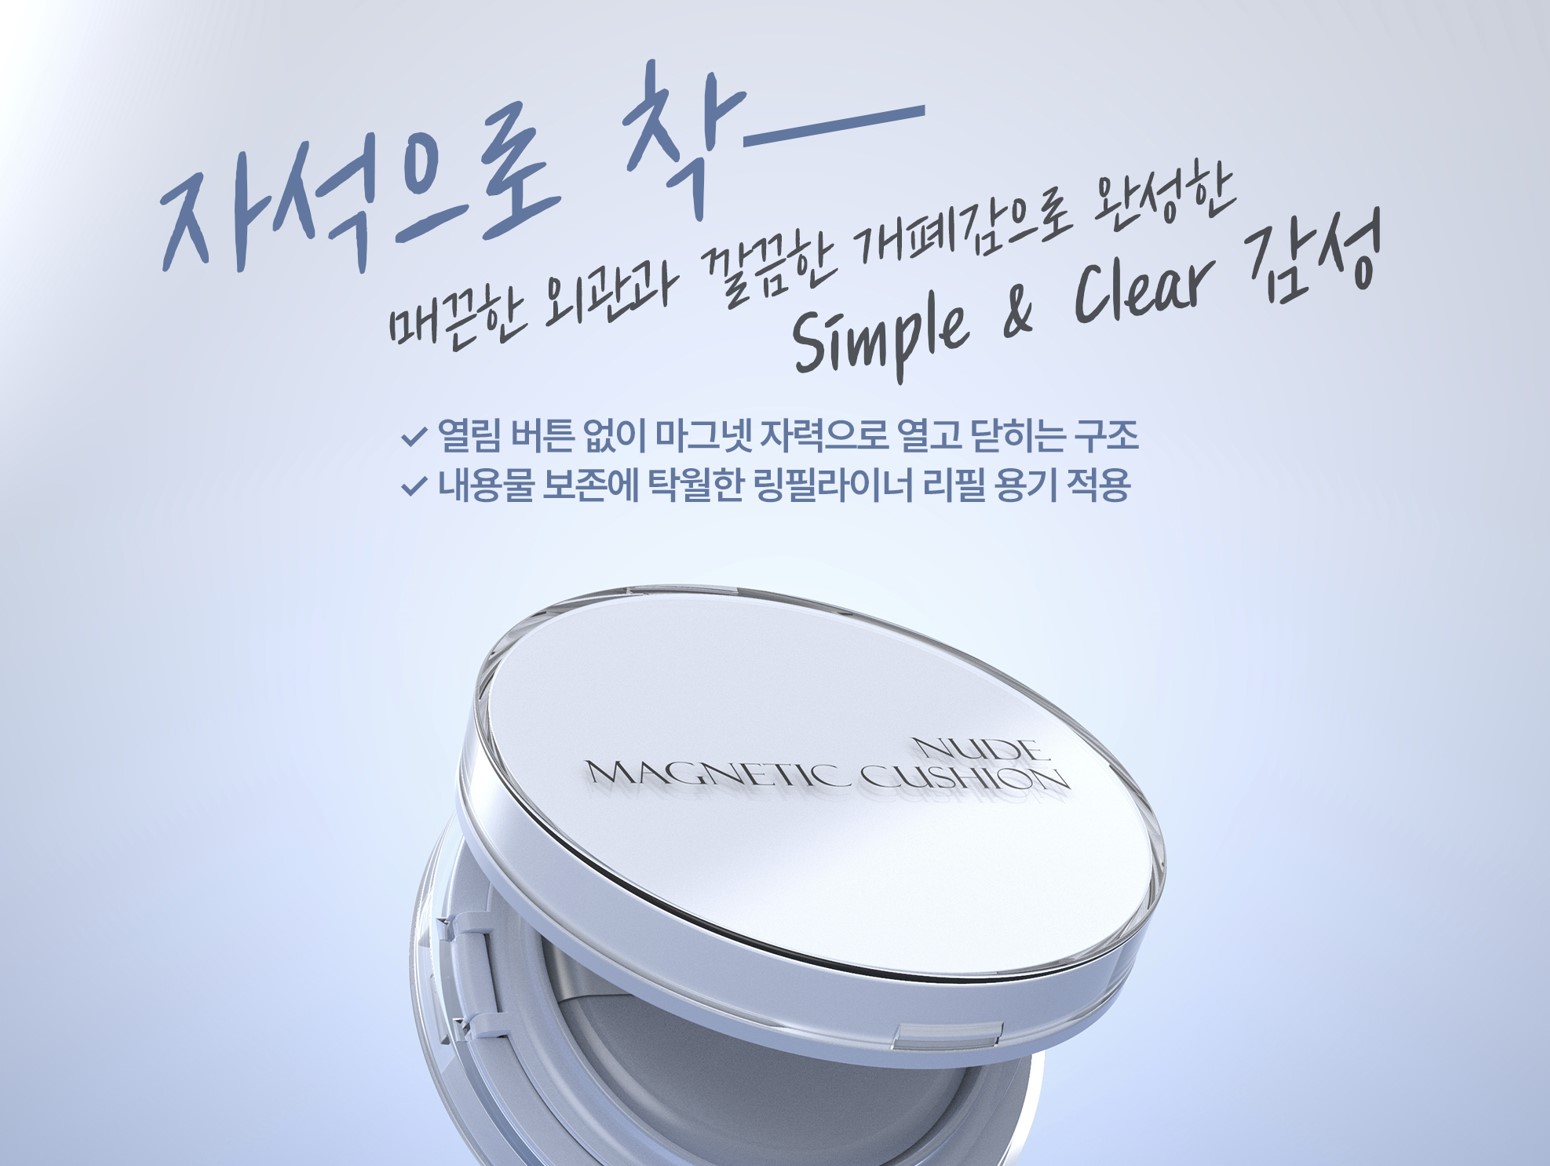 자석으로 착—
매끈한 외관과 깔끔한 개폐감으로 완성한
Simple & Clear 감성
✓ 열림 버튼 없이 마그넷 자력으로 열고 닫히는 구조
✓ 내용물 보존에 탁월한 링필라이너 리필 용기 적용
NUDE
MAGNETIC CUSHION